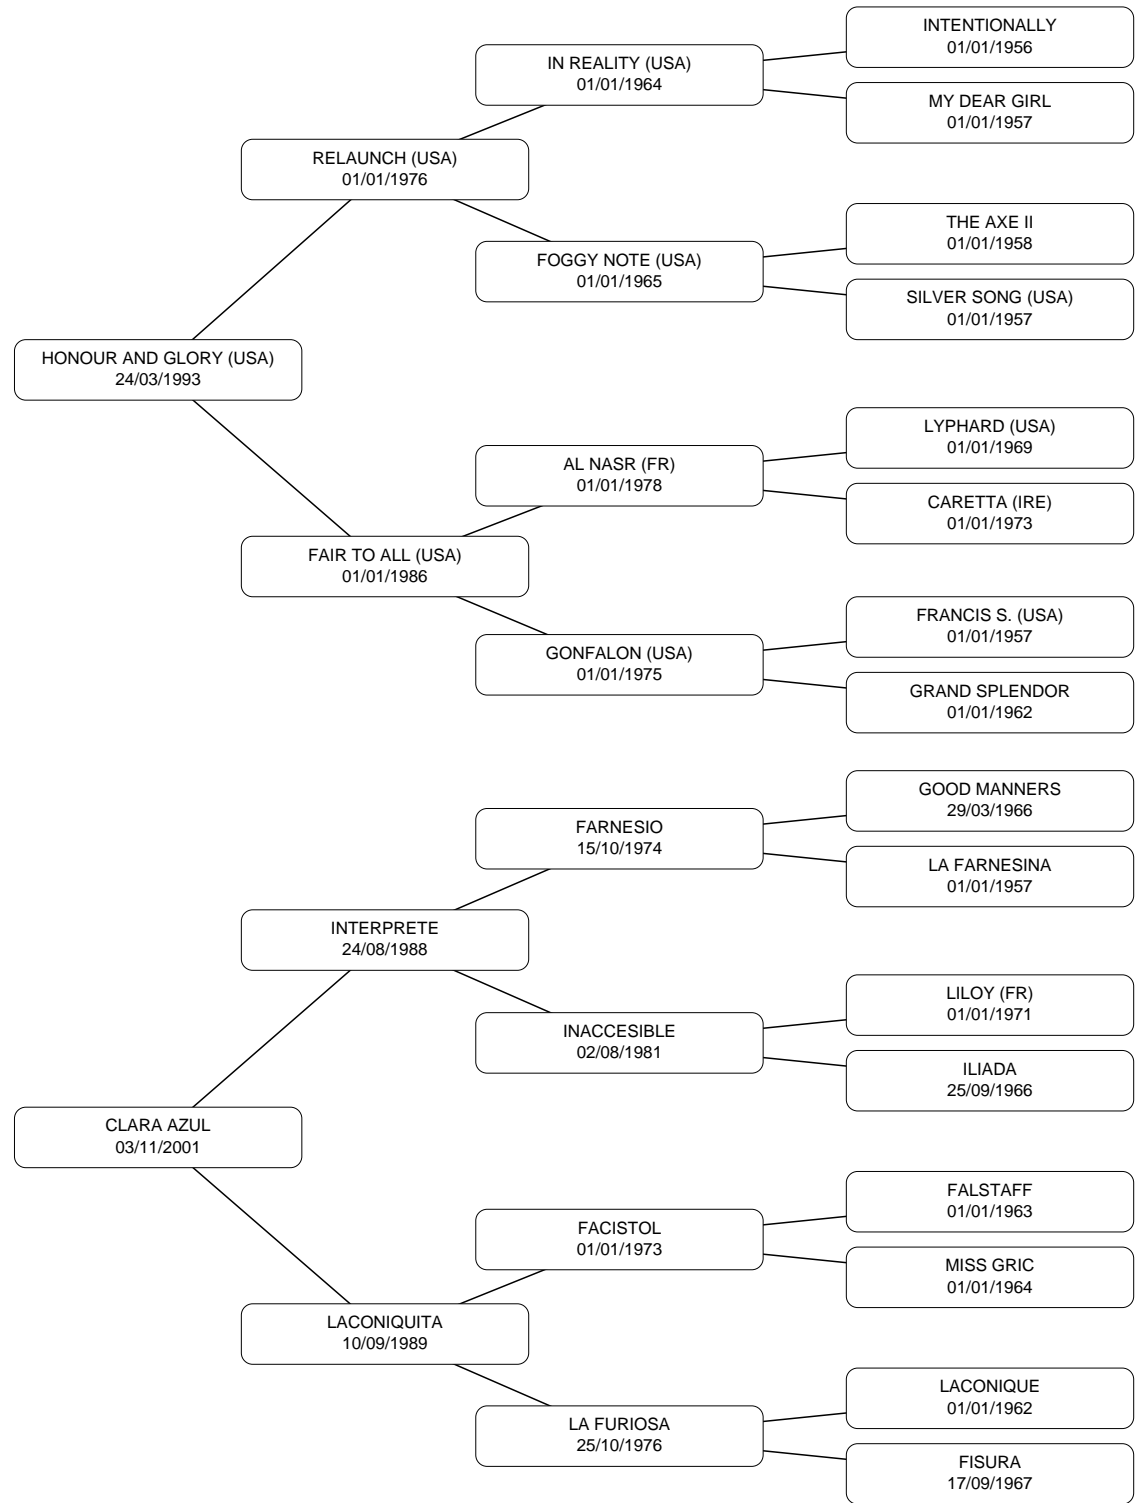 INTENTIONALLY
01/01/1956
IN REALITY (USA)
01/01/1964
MY DEAR GIRL
01/01/1957
RELAUNCH (USA)
01/01/1976
THE AXE II
01/01/1958
FOGGY NOTE (USA)
01/01/1965
SILVER SONG (USA)
01/01/1957
HONOUR AND GLORY (USA)
24/03/1993
LYPHARD (USA)
01/01/1969
AL NASR (FR)
01/01/1978
CARETTA (IRE)
01/01/1973
FAIR TO ALL (USA)
01/01/1986
FRANCIS S. (USA)
01/01/1957
GONFALON (USA)
01/01/1975
GRAND SPLENDOR
01/01/1962
GOOD MANNERS
29/03/1966
FARNESIO
15/10/1974
LA FARNESINA
01/01/1957
INTERPRETE
24/08/1988
LILOY (FR)
01/01/1971
INACCESIBLE
02/08/1981
ILIADA
25/09/1966
CLARA AZUL
03/11/2001
FALSTAFF
01/01/1963
FACISTOL
01/01/1973
MISS GRIC
01/01/1964
LACONIQUITA
10/09/1989
LACONIQUE
01/01/1962
LA FURIOSA
25/10/1976
FISURA
17/09/1967